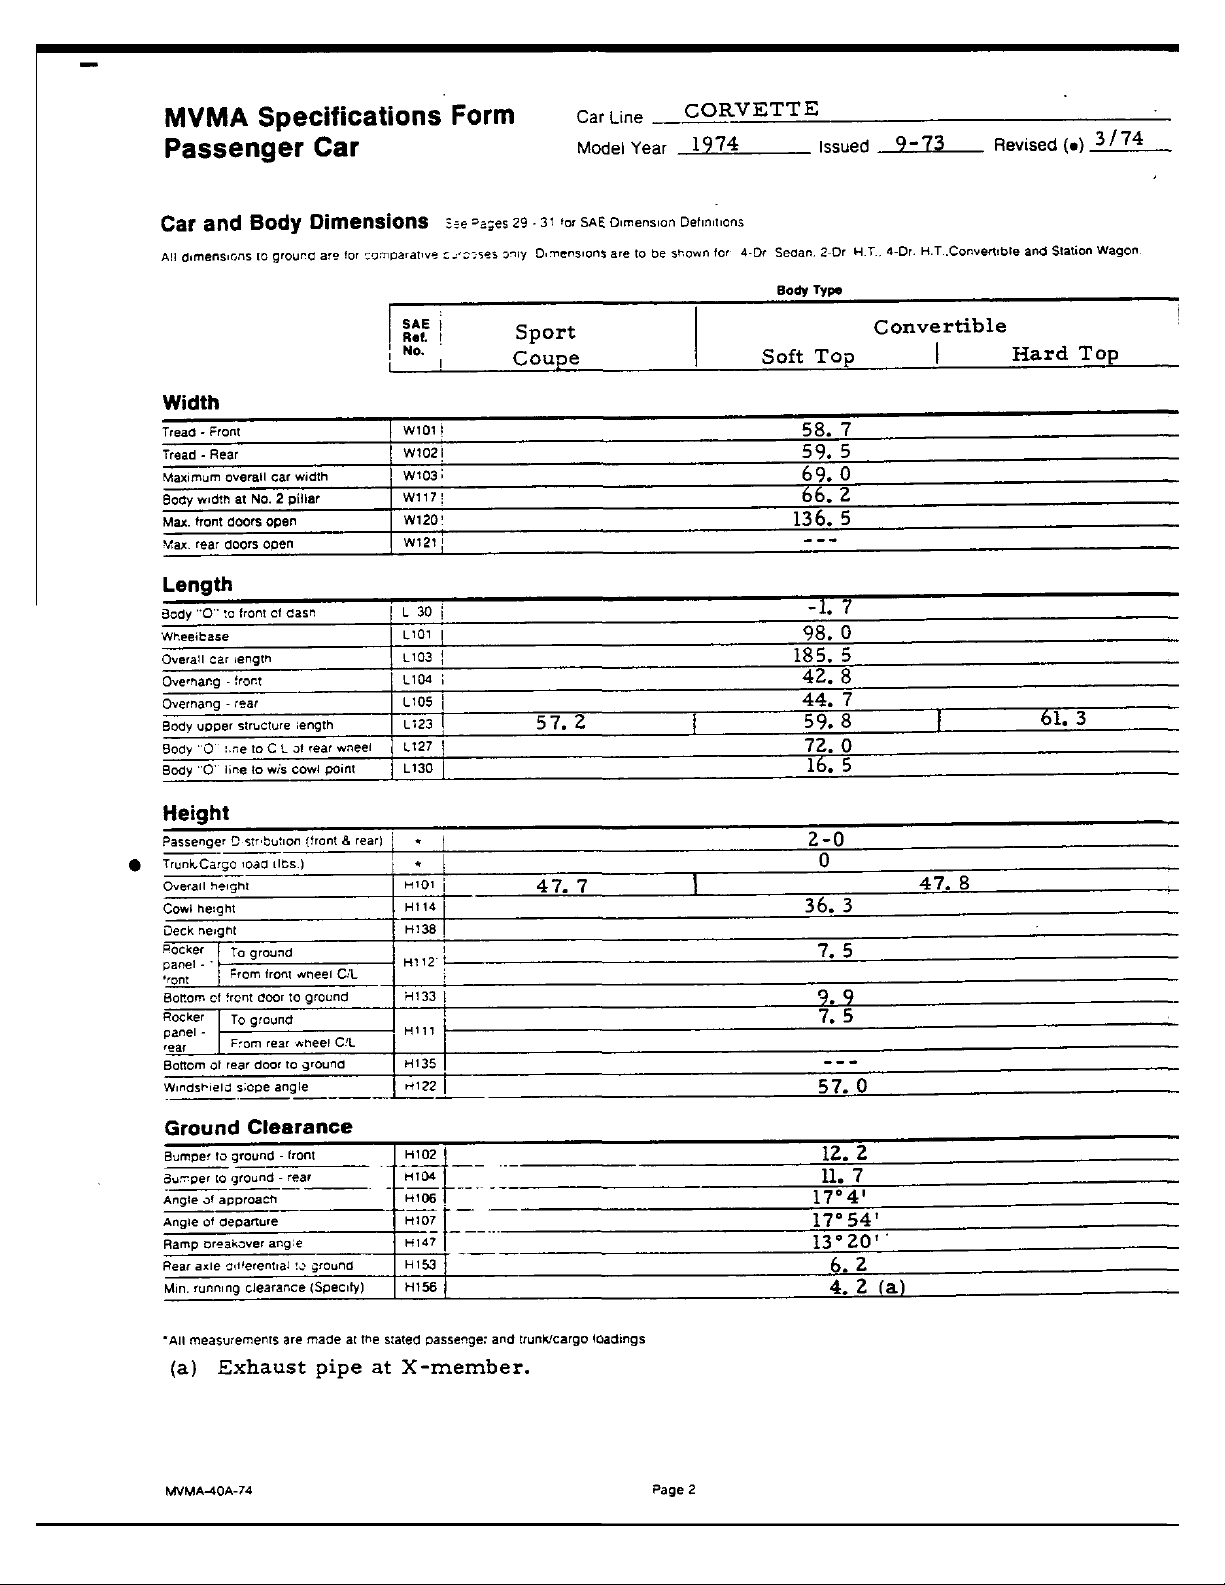 MVMA Specifications Form Car Line CORVETTE
Passenger Car Model Year 1974 Issued 9-73 Revised (•) 3/74
Car and Body Dimensions See Pages 29 - 31 for SAE Dimension Definitions
All dimensions to ground are for comparative purposes only. Dimensions are to be shown for 4-Dr Sedan, 2-Dr H.T., 4-Dr. H.T., Convertible and Station Wagon.
Body Type
SAE Ref. No. Sport Coupe Convertible
Soft Top Hard Top
Width
Tread - Front W101 58.7
Tread - Rear W102 59.5
Maximum overall car width W103 69.0
Body width at No. 2 pillar W117 66.2
Max. front doors open W120 136.5
Max. rear doors open W121 ---
Length
Body "O" to front of dash L 30 -1.7
Wheelbase L101 98.0
Overall car length L103 185.5
Overhang - front L104 42.8
Overhang - rear L105 44.7
Body upper structure length L123 57.2 59.8 61.3
Body "O" line to C L of rear wheel L127 72.0
Body "O" line to w/s cowl point L130 16.5
Height
Passenger Distribution (front & rear) * 2-0
• Trunk/Cargo load (lbs.) * 0
Overall height H101 47.7 47.8
Cowl height H114 36.3
Deck height H138
Rocker panel - front To ground H112 7.5
From front wheel C/L
Bottom of front door to ground H133 9.9
Rocker panel - rear To ground H111 7.5
From rear wheel C/L
Bottom of rear door to ground H135 ---
Windshield slope angle H122 57.0
Ground Clearance
Bumper to ground - front H102 12.2
Bumper to ground - rear H104 11.7
Angle of approach H106 17°4'
Angle of departure H107 17°54'
Ramp breakover angle H147 13°20'
Rear axle differential to ground H153 6.2
Min. running clearance (Specify) H156 4.2 (a)
*All measurements are made at the stated passenger and trunk/cargo loadings
(a) Exhaust pipe at X-member.
MVMA-40A-74 Page 2